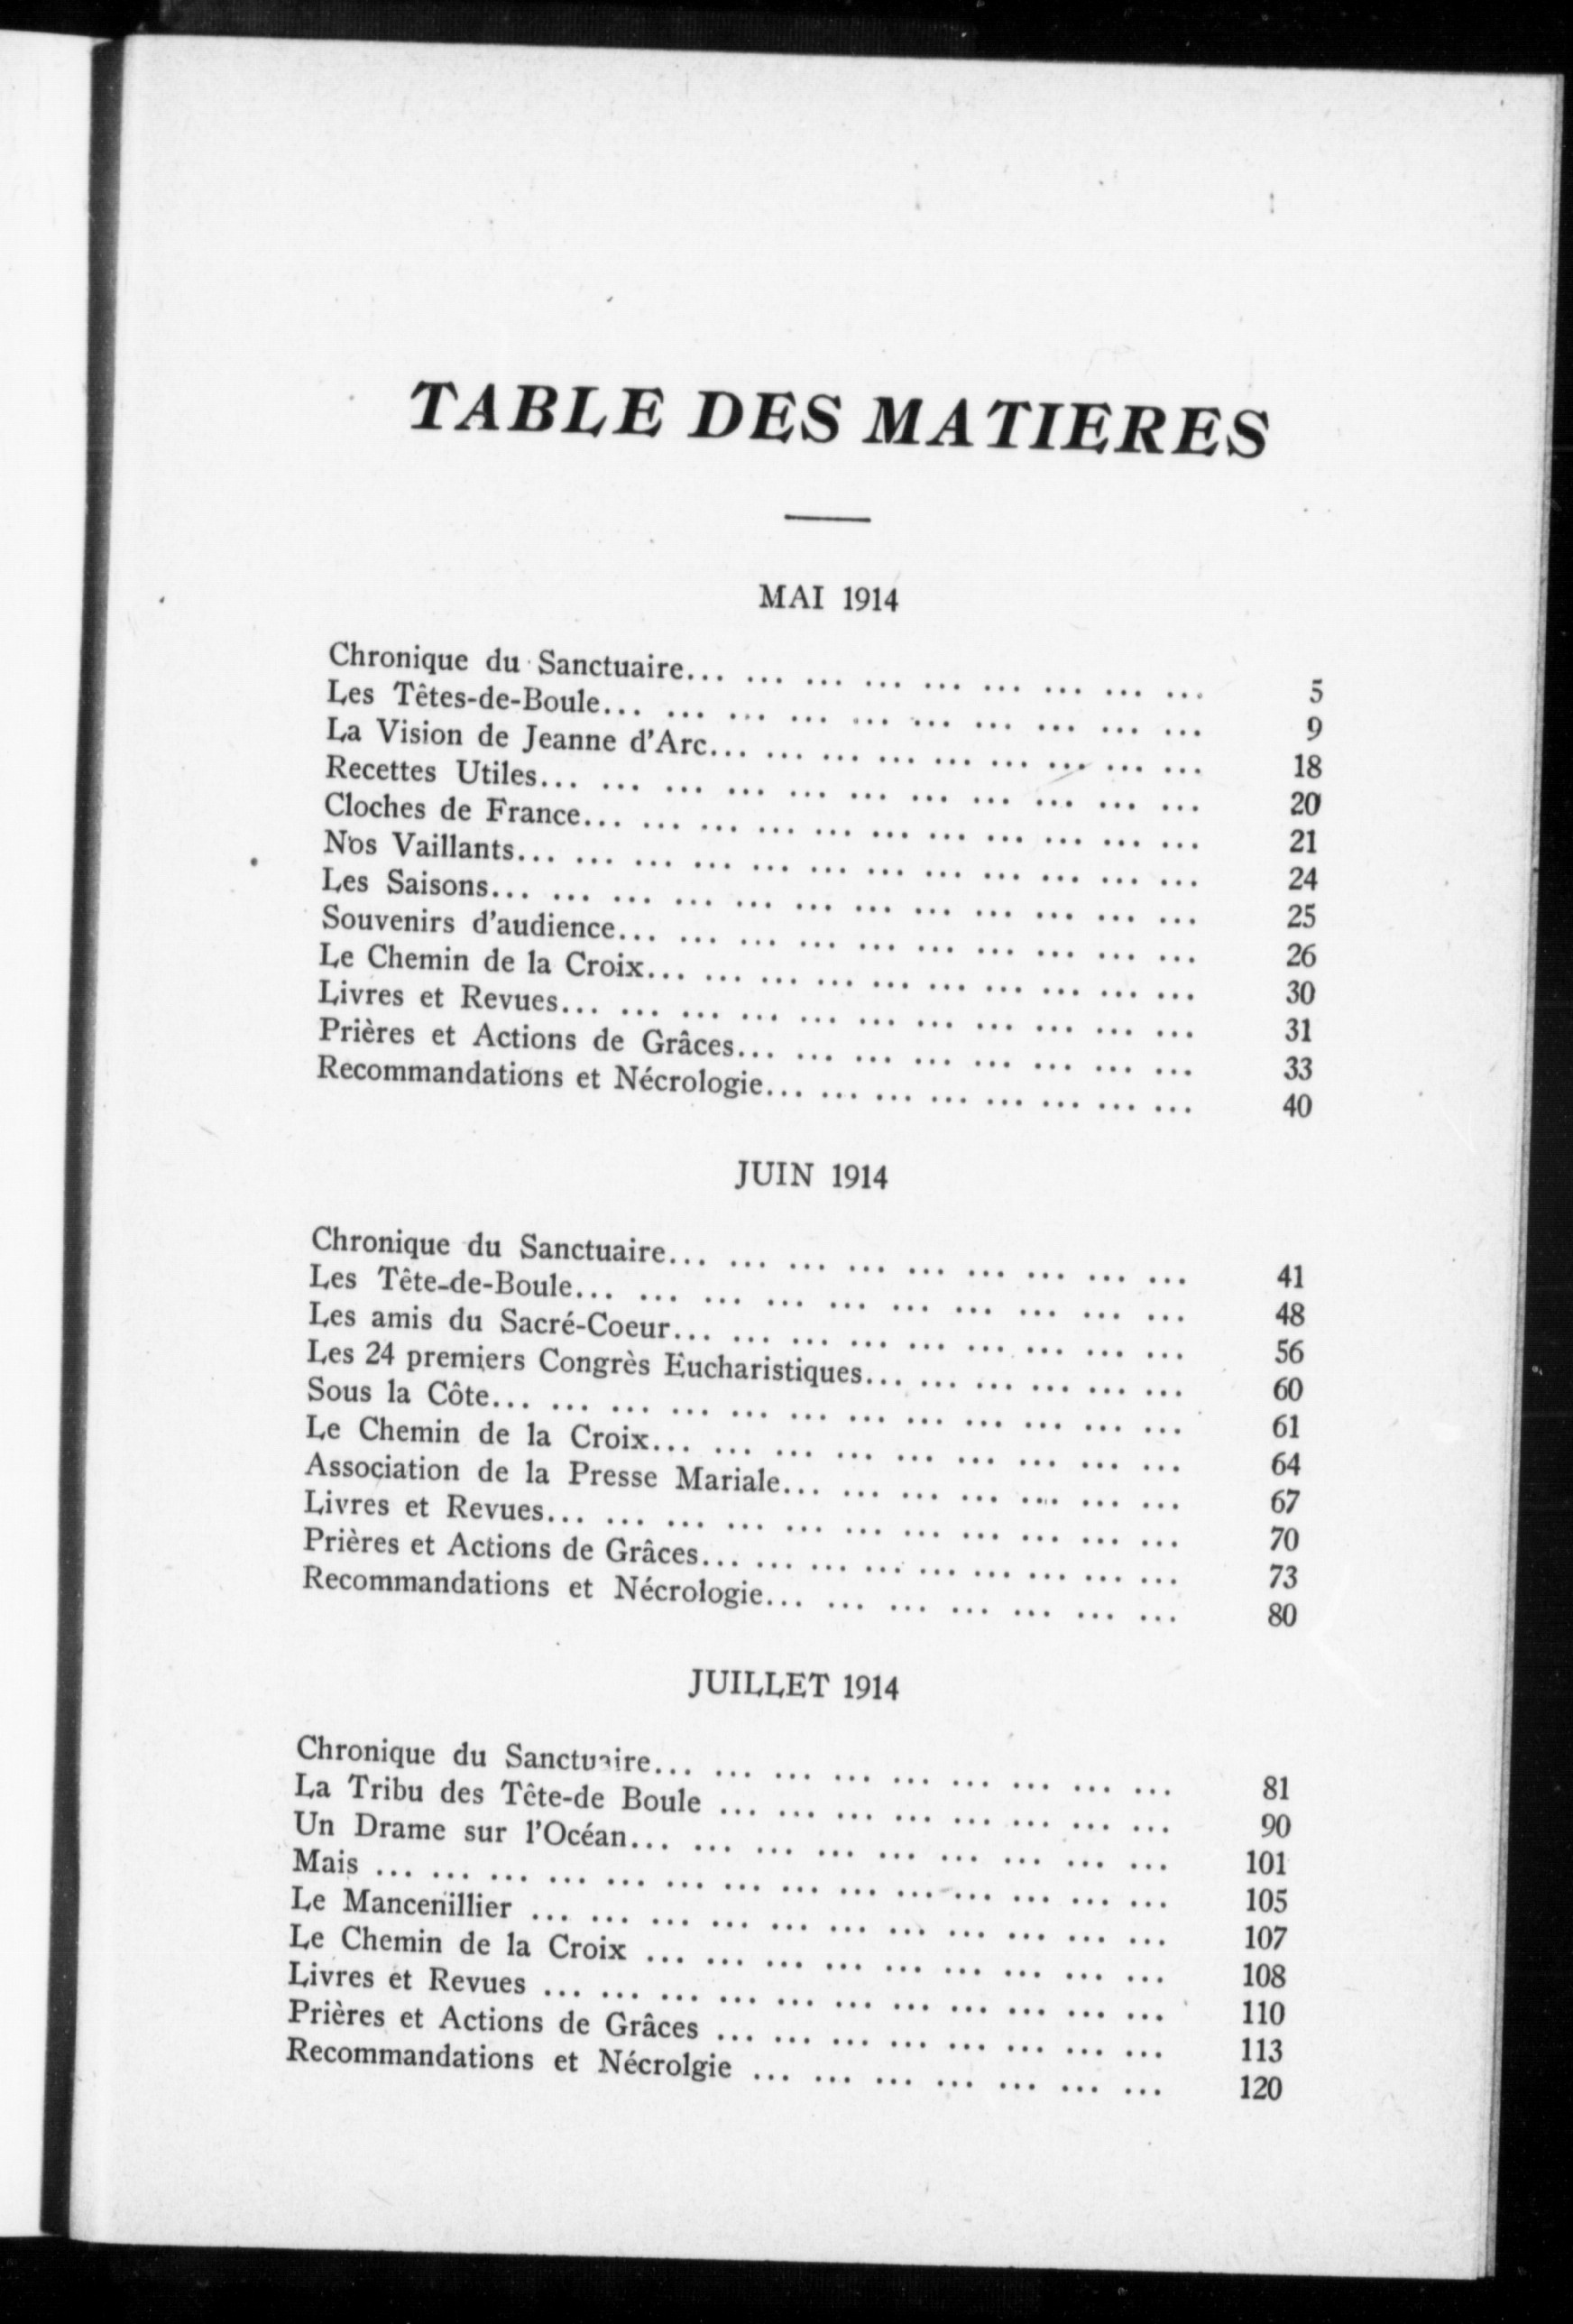 TABLE DES MATIERES
MAI 1914
Chronique du Sanctuaire... ... ... ... ... ... ... ... ... 5
Les Têtes-de-Boule... ... ... ... ... ... ... ... ... ... 9
La Vision de Jeanne d'Arc... ... ... ... ... ... ... ... ... 18
Recettes Utiles... ... ... ... ... ... ... ... ... ... ... 20
Cloches de France... ... ... ... ... ... ... ... ... ... ... 21
Nos Vaillants... ... ... ... ... ... ... ... ... ... ... ... 24
Les Saisons... ... ... ... ... ... ... ... ... ... ... ... 25
Souvenirs d'audience... ... ... ... ... ... ... ... ... ... 26
Le Chemin de la Croix... ... ... ... ... ... ... ... ... ... 30
Livres et Revues... ... ... ... ... ... ... ... ... ... ... 31
Prières et Actions de Grâces... ... ... ... ... ... ... ... 33
Recommandations et Nécrologie... ... ... ... ... ... ... ... 40
JUIN 1914
Chronique du Sanctuaire... ... ... ... ... ... ... ... ... 41
Les Tête-de-Boule... ... ... ... ... ... ... ... ... ... 48
Les amis du Sacré-Coeur... ... ... ... ... ... ... ... ... 56
Les 24 premiers Congrès Eucharistiques... ... ... ... ... ... 60
Sous la Côte... ... ... ... ... ... ... ... ... ... ... ... 61
Le Chemin de la Croix... ... ... ... ... ... ... ... ... 64
Association de la Presse Mariale... ... ... ... ... ... ... 67
Livres et Revues... ... ... ... ... ... ... ... ... ... ... 70
Prières et Actions de Grâces... ... ... ... ... ... ... ... ... 73
Recommandations et Nécrologie... ... ... ... ... ... ... 80
JUILLET 1914
Chronique du Sanctuaire... ... ... ... ... ... ... ... ... 81
La Tribu des Tête-de Boule ... ... ... ... ... ... ... ... 90
Un Drame sur l'Océan... ... ... ... ... ... ... ... ... 101
Mais ... ... ... ... ... ... ... ... ... ... ... ... ... ... 105
Le Mancenillier ... ... ... ... ... ... ... ... ... ... ... 107
Le Chemin de la Croix ... ... ... ... ... ... ... ... ... 108
Livres et Revues ... ... ... ... ... ... ... ... ... ... ... 110
Prières et Actions de Grâces ... ... ... ... ... ... ... ... 113
Recommandations et Nécrolgie ... ... ... ... ... ... ... 120